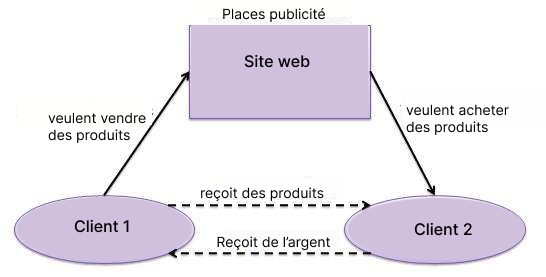 Places publicité
Site web
veulent vendre
des produits
veulent acheter
des produits
reçoit des produits
Client 1
Client 2
Reçoit de l’argent